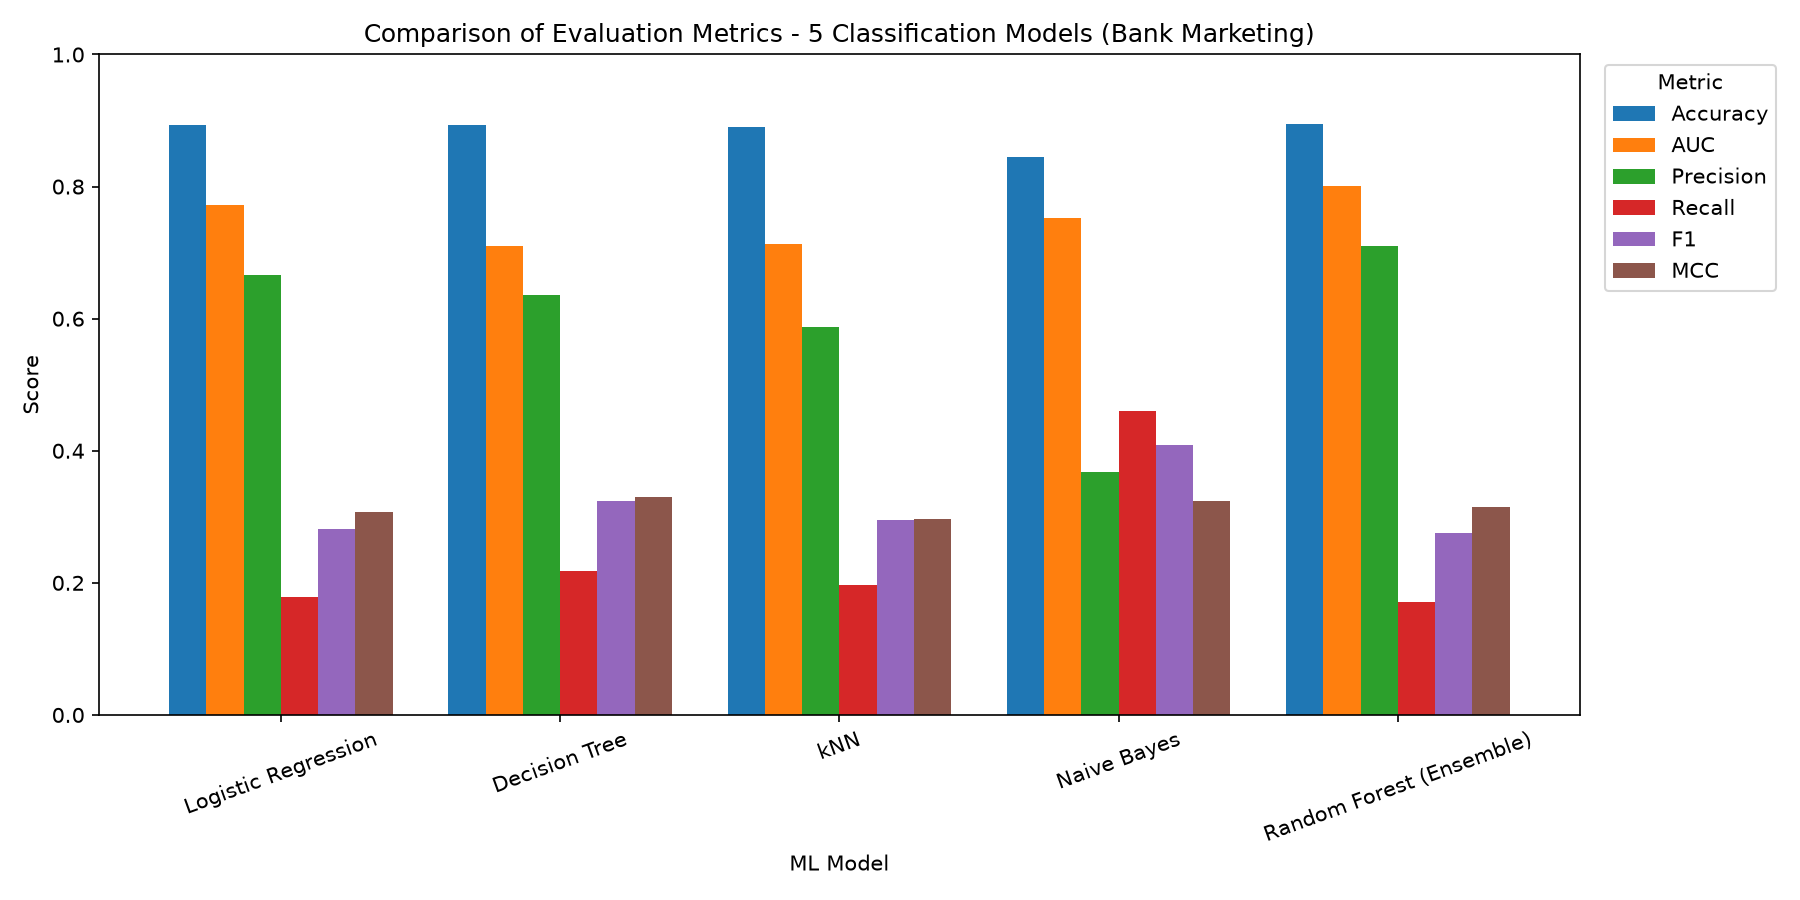 Comparison of Evaluation Metrics - 5 Classification Models (Bank Marketing)
1.0
0.8
0.6
0.4
0.2
0.0
Score
Logistic Regression
Decision Tree
kNN
Naive Bayes
Random Forest (Ensemble)
ML Model
Metric
Accuracy
AUC
Precision
Recall
F1
MCC